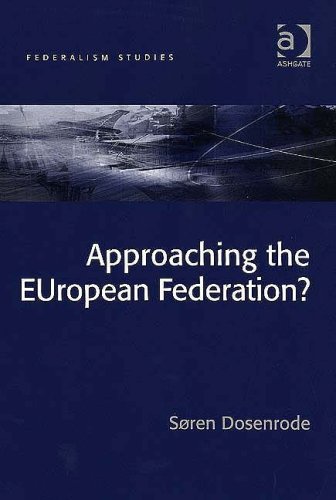 FEDERALISM STUDIES
a
ASHGATE
Approaching the
EUropean Federation?
Søren Dosenrode